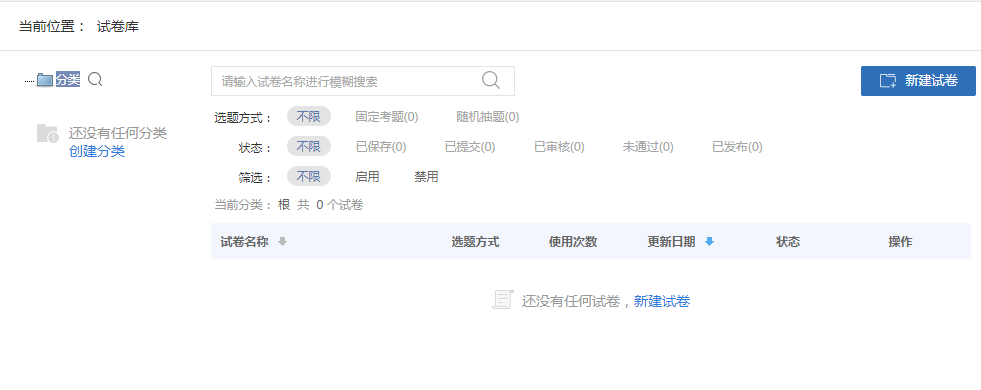 当前位置： 试卷库
分类
还没有任何分类
创建分类
请输入试卷名称进行模糊搜索
新建试卷
选题方式： 不限 固定考题(0) 随机抽题(0)
状态： 不限 已保存(0) 已提交(0) 已审核(0) 未通过(0) 已发布(0)
筛选： 不限 启用 禁用
当前分类： 根 共 0 个试卷
试卷名称 选题方式 使用次数 更新日期 状态 操作
还没有任何试卷，新建试卷